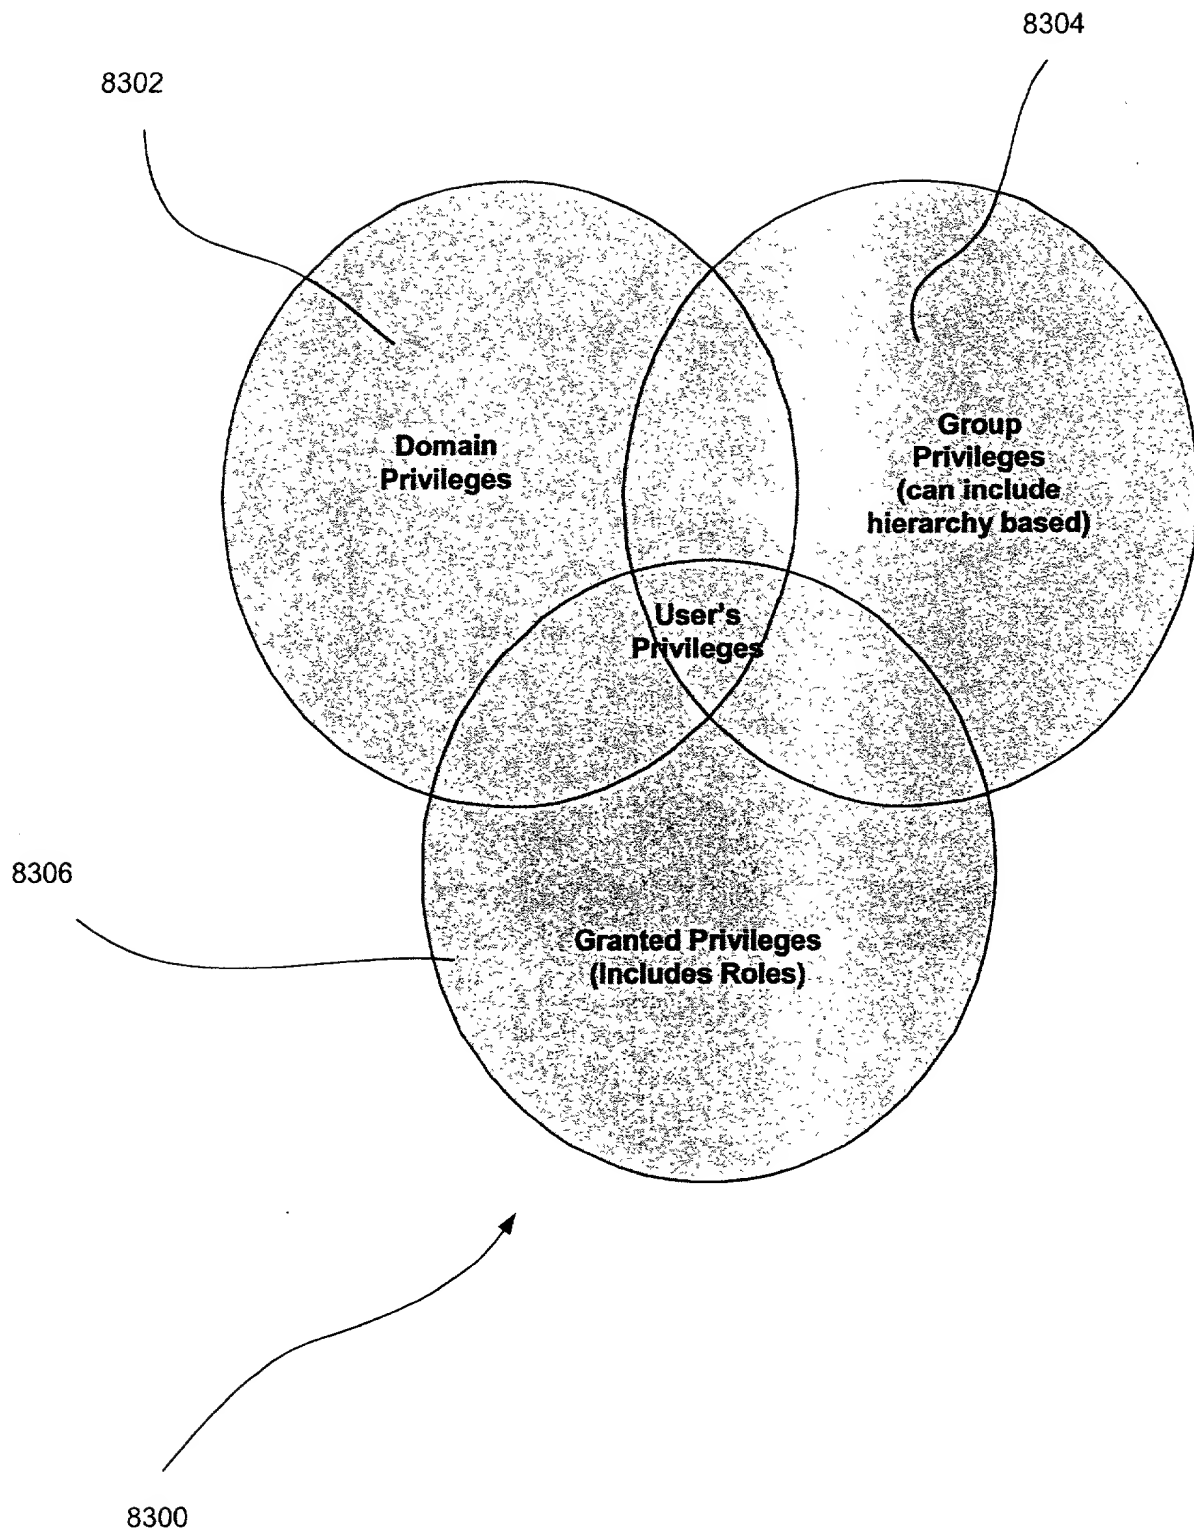 8304
8302
Domain
Privileges
Group
Privileges
(can include
hierarchy based)
User's
Privileges
8306
Granted Privileges
(Includes Roles)
8300